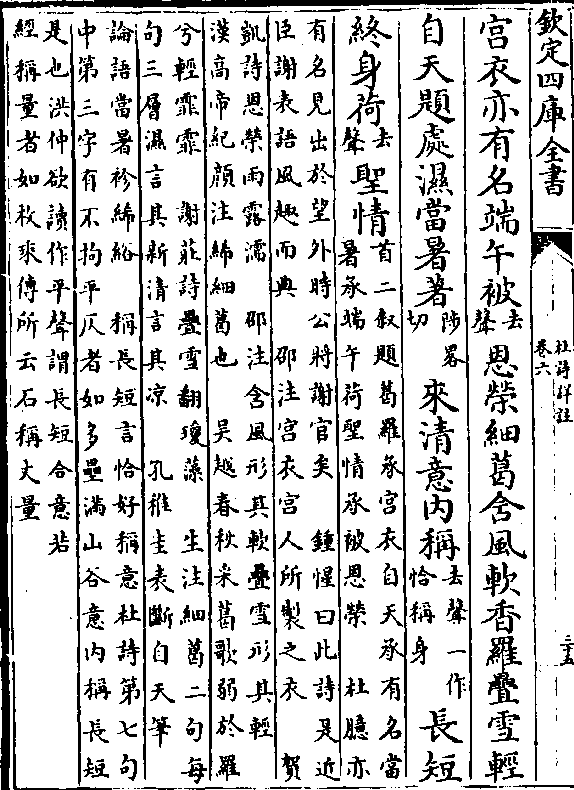 欽定四庫全書
杜詩詳註
卷六
三十五
宮衣亦有名端午被去聲恩榮細葛含風軟香羅疊雪輕
自天題處濕當暑著陟畧切來清意內稱去聲一作恰稱身長短
終身荷去聲聖情首二叙題葛羅承宮衣自天承有名當
暑承端午荷聖情承被恩榮 杜臆亦
有名見出於望外時公將謝官矣 鍾惺曰此詩是近
臣謝表語風趣而典 邵注宮衣宮人所製之衣 賀
凱詩恩榮雨露濡 邵注含風形其軟疊雪形其輕
漢高帝紀顔注絺細葛也 吳越春秋采葛歌弱於羅
兮輕霏霏 謝莊詩疊雪翻瓊藻 生注細葛二句每
句三層濕言其新清言其凉 孔稚圭表斷自天筆
論語當暑袗絺綌 稱長短言恰好稱意杜詩第七句
中第三字有不拘平仄者如多壘滿山谷意內稱長短
是也洪仲欲讀作平聲謂長短合意若
經稱量者如枚乘傳所云石稱丈量